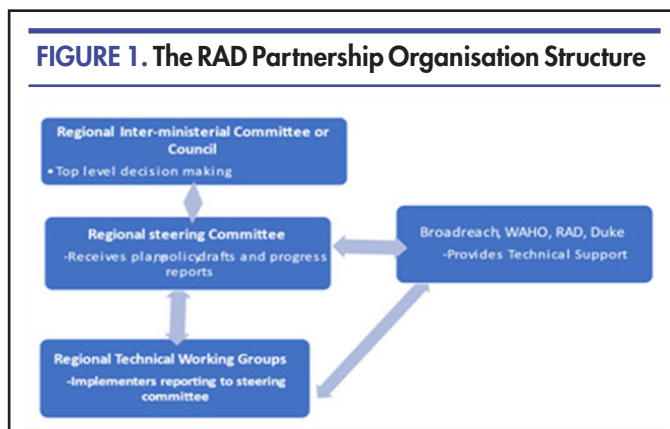 FIGURE 1. The RAD Partnership Organisation Structure
Regional Inter-ministerial Committee or
Council
• Top level decision making
Regional steering Committee
-Receives plan,policy,drafts and progress
reports
Broadreach, WAHO, RAD, Duke
-Provides Technical Support
Regional Technical Working Groups
-Implementers reporting to steering
committee